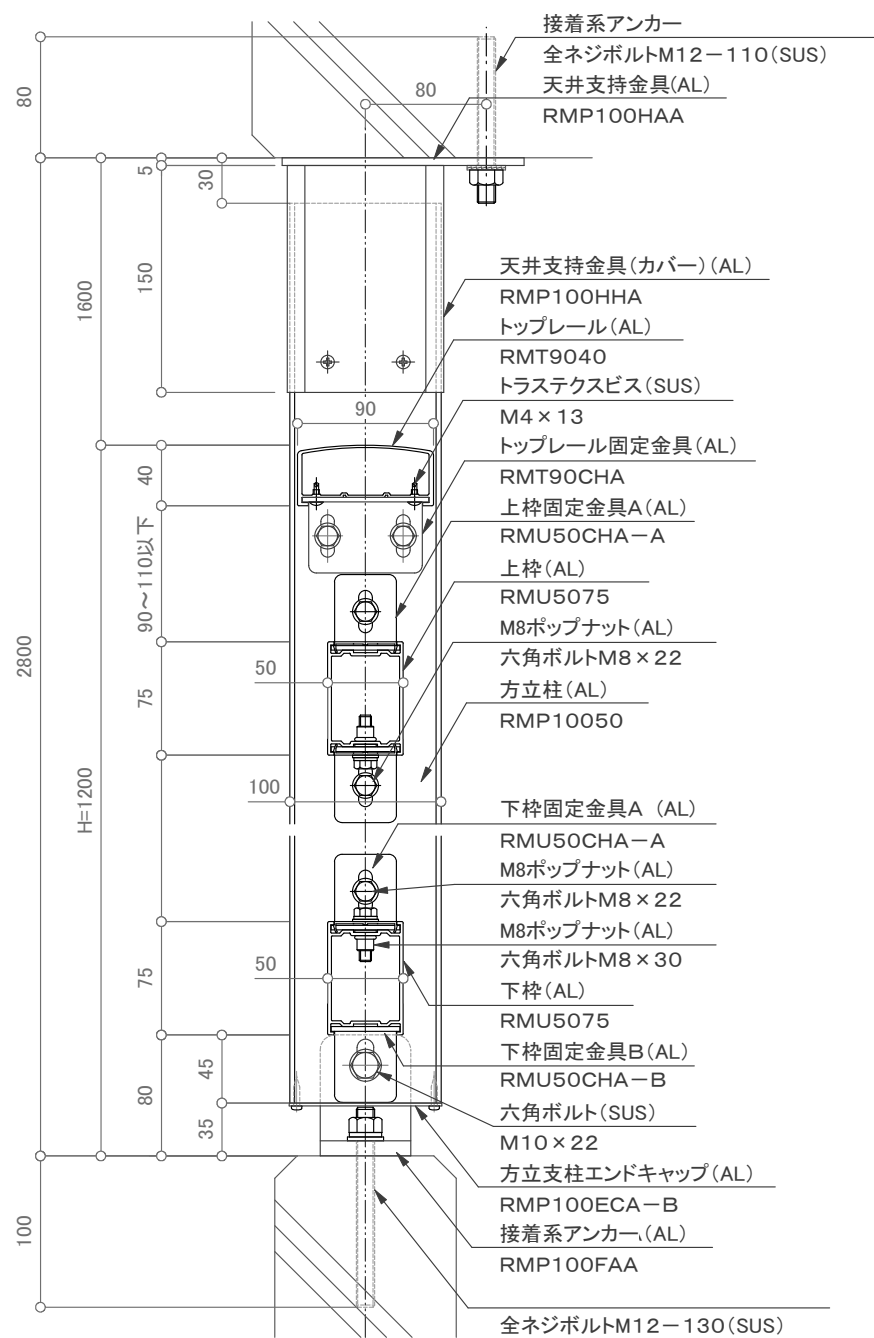 接着系アンカー
全ネジボルトM12－110(SUS)
天井支持金具(AL)
RMP100HAA
80
80
5
30
150
1600
天井支持金具(カバー)(AL)
RMP100HHA
トップレール(AL)
RMT9040
トラステクスビス(SUS)
M4×13
トップレール固定金具(AL)
RMT90CHA
上枠固定金具A(AL)
RMU50CHA－A
上枠(AL)
RMU5075
M8ポップナット(AL)
六角ボルトM8×22
方立柱(AL)
RMP10050
90
40
90～110以下
2800
50
75
100
H=1200
下枠固定金具A (AL)
RMU50CHA－A
M8ポップナット(AL)
六角ボルトM8×22
M8ポップナット(AL)
六角ボルトM8×30
下枠(AL)
RMU5075
下枠固定金具B(AL)
RMU50CHA－B
六角ボルト(SUS)
M10×22
方立支柱エンドキャップ(AL)
RMP100ECA－B
接着系アンカー、(AL)
RMP100FAA
全ネジボルトM12－130(SUS)
75
50
45
80
35
100